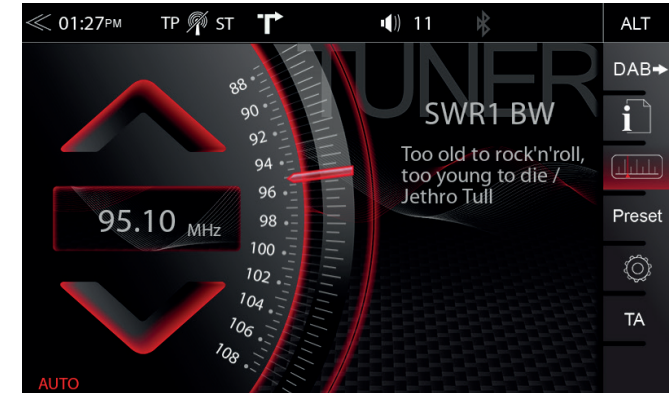 01:27PM TP ST 11 ALT
TUNER
DAB
i
88
90
92
94
96
98
100
102
104
106
108
SWR1 BW
Too old to rock'n'roll,
too young to die /
Jethro Tull
95.10 MHz
Preset
TA
AUTO